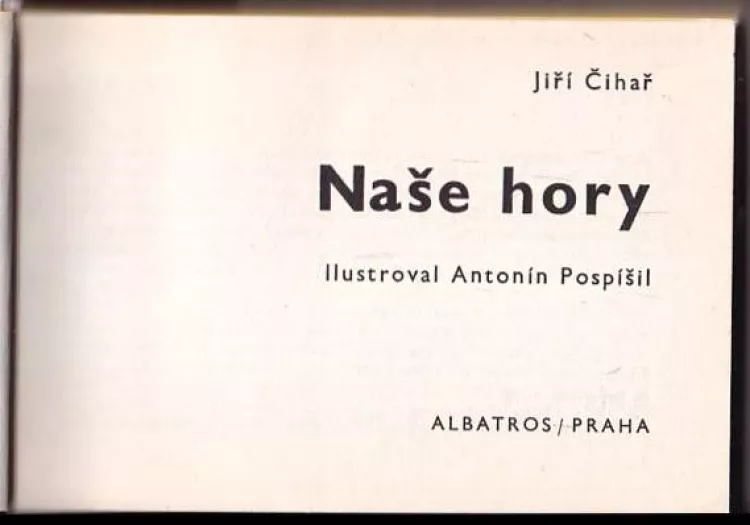 Jiří Čihař
Naše hory
Ilustroval Antonín Pospíšil
ALBATROS/PRAHA